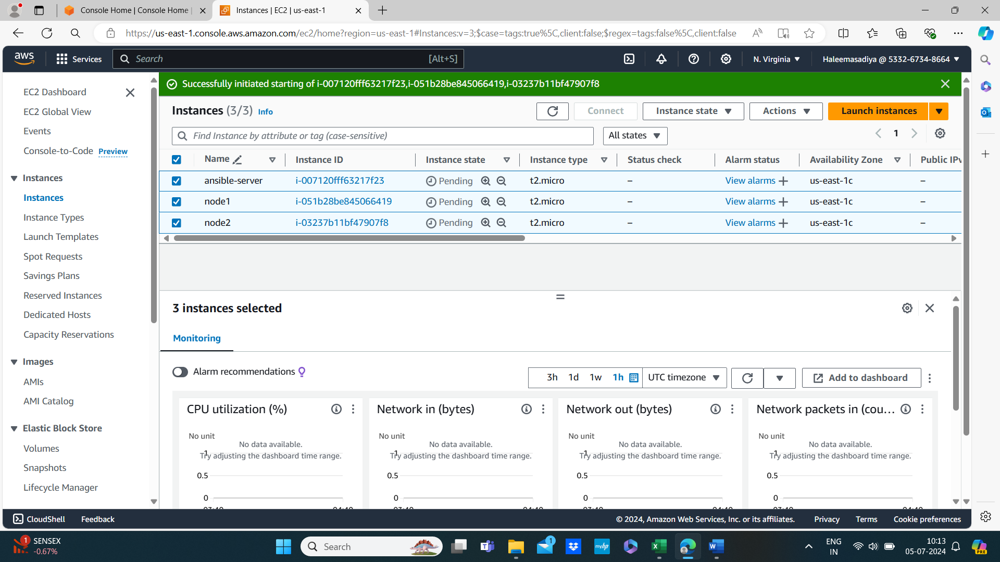 Console Home | Console Home |
Instances | EC2 | us-east-1
https://us-east-1.console.aws.amazon.com/ec2/home?region=us-east-1#Instances:v=3;$case=tags:true%5C,client:false;$regex=tags:false%5C,client:false
aws
Services
Search
[Alt+S]
N. Virginia
Haleemasadiya @ 5332-6734-8664
EC2 Dashboard
EC2 Global View
Events
Console-to-Code Preview
Instances
Instances
Instance Types
Launch Templates
Spot Requests
Savings Plans
Reserved Instances
Dedicated Hosts
Capacity Reservations
Images
AMIs
AMI Catalog
Elastic Block Store
Volumes
Snapshots
Lifecycle Manager
Successfully initiated starting of i-007120fff63217f23,i-051b28be845066419,i-03237b11bf47907f8
Instances (3/3) Info
Connect
Instance state
Actions
Launch instances
Find Instance by attribute or tag (case-sensitive)
All states
1
Name Instance ID Instance state Instance type Status check Alarm status Availability Zone Public IPv
ansible-server i-007120fff63217f23 Pending t2.micro – View alarms us-east-1c –
node1 i-051b28be845066419 Pending t2.micro – View alarms us-east-1c –
node2 i-03237b11bf47907f8 Pending t2.micro – View alarms us-east-1c –
3 instances selected
Monitoring
Alarm recommendations
3h 1d 1w 1h
UTC timezone
Add to dashboard
CPU utilization (%)
No unit
No data available.
Try adjusting the dashboard time range.
1
0.5
0
Network in (bytes)
No unit
No data available.
Try adjusting the dashboard time range.
1
0.5
0
Network out (bytes)
No unit
No data available.
Try adjusting the dashboard time range.
1
0.5
0
Network packets in (cou...
No unit
No data available.
Try adjusting the dashboard time range.
1
0.5
0
CloudShell Feedback
© 2024, Amazon Web Services, Inc. or its affiliates. Privacy Terms Cookie preferences
1
SENSEX
-0.67%
Search
1
myhp
ENG
IN
10:13
05-07-2024
PRE